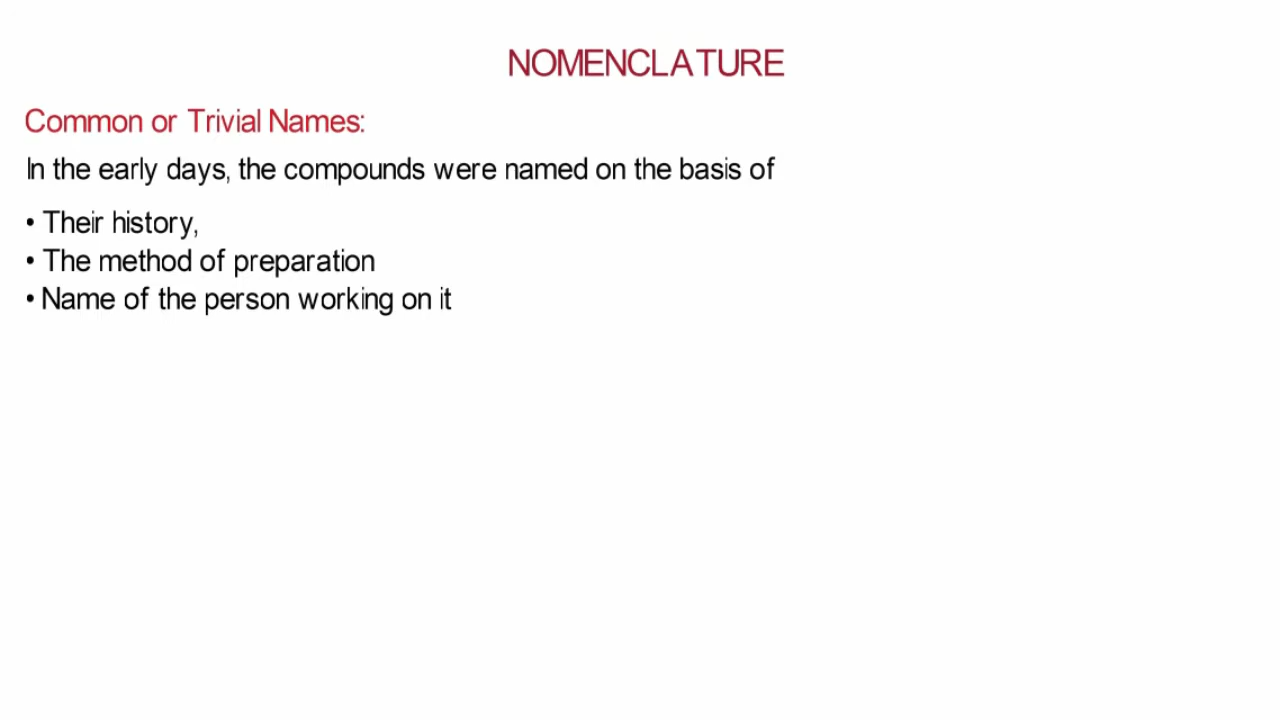 NOMENCLATURE
Common or Trivial Names:
In the early days, the compounds were named on the basis of
• Their history,
• The method of preparation
• Name of the person working on it